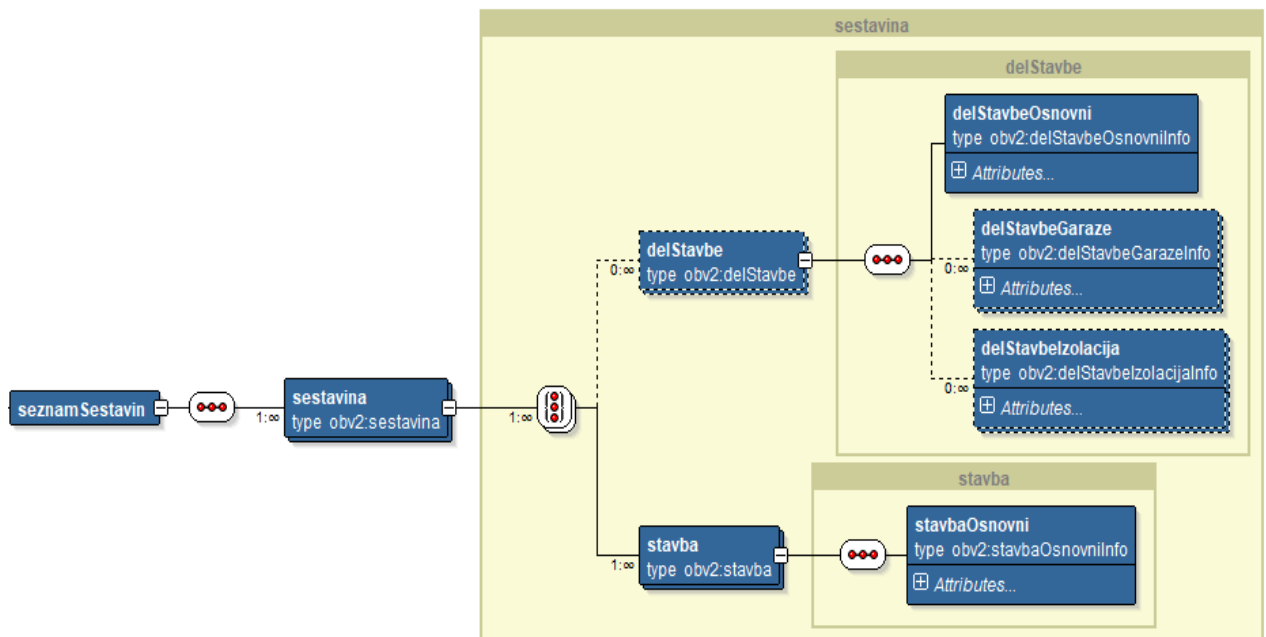 sestavina
delStavbe
delStavbeOsnovni
type obv2:delStavbeOsnovniInfo
Attributes...
delStavbe
type obv2:delStavbe
0:∞
delStavbeGaraze
type obv2:delStavbeGarazeInfo
0:∞
Attributes...
delStavbeIzolacija
type obv2:delStavbeIzolacijaInfo
0:∞
Attributes...
seznamSestavin
sestavina
type obv2:sestavina
1:∞
1:∞
stavba
stavba
type obv2:stavba
1:∞
stavbaOsnovni
type obv2:stavbaOsnovniInfo
Attributes...